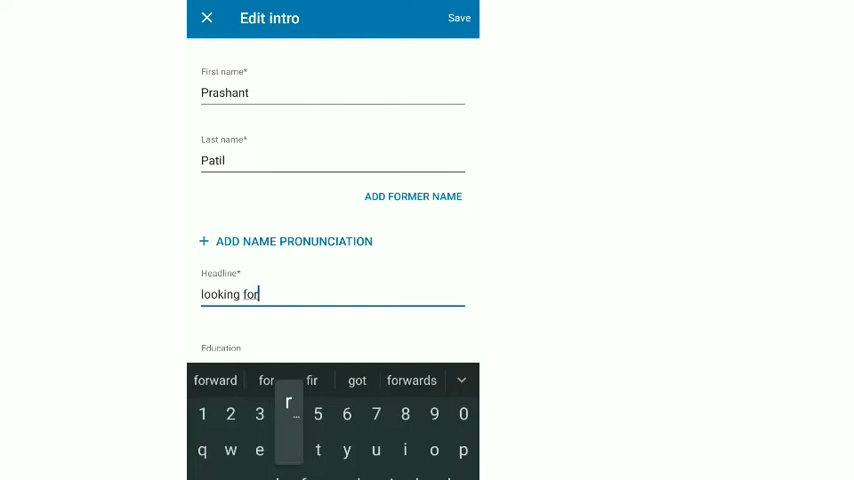 Edit intro Save
First name*
Prashant
Last name*
Patil
ADD FORMER NAME
+ ADD NAME PRONUNCIATION
Headline*
looking for
Education
forward for fir got forwards
r
...
1 2 3 5 6 7 8 9 0
q w e t y u i o p